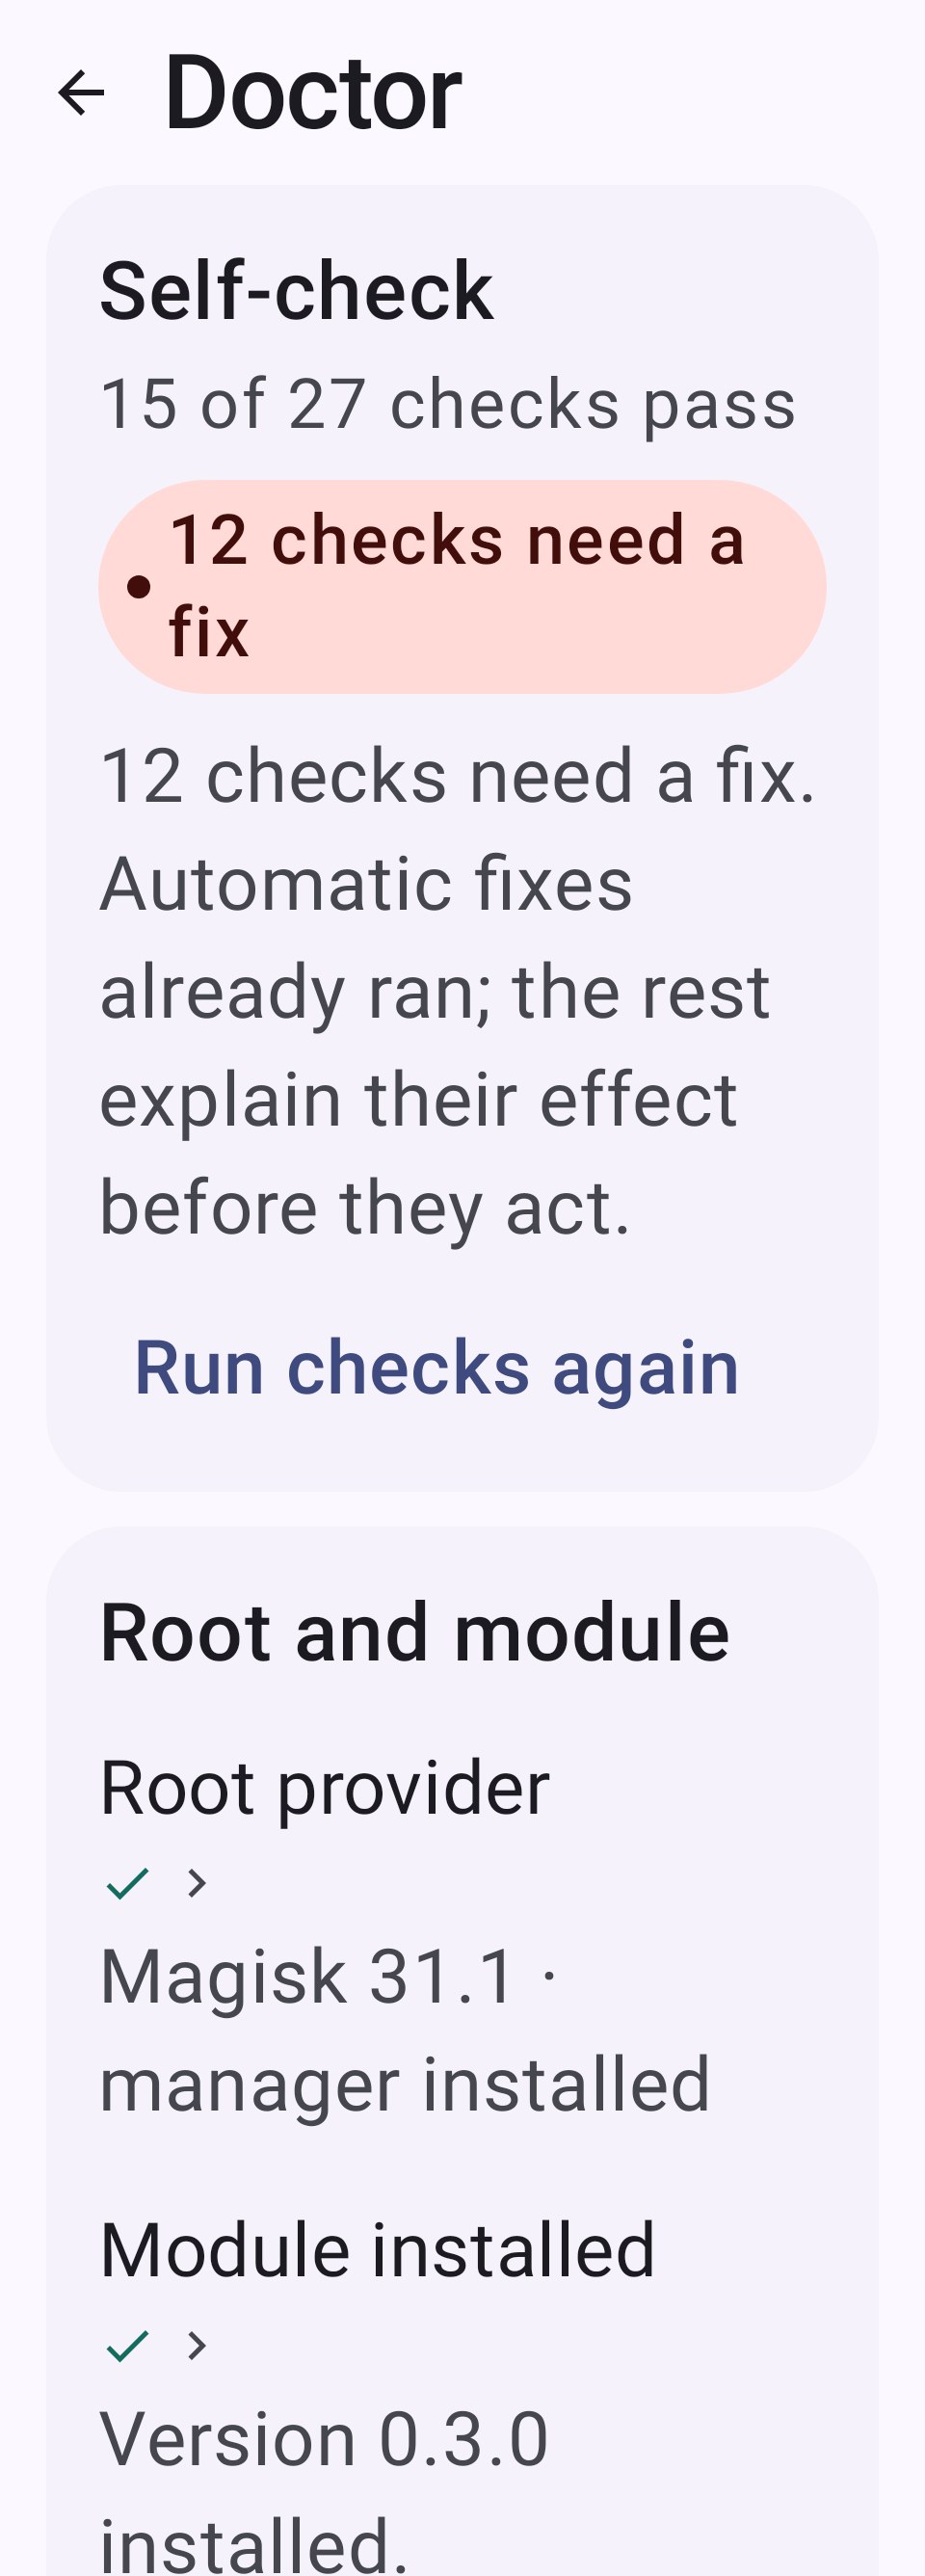 Doctor
Self-check
15 of 27 checks pass
12 checks need a
fix
12 checks need a fix.
Automatic fixes
already ran; the rest
explain their effect
before they act.
Run checks again
Root and module
Root provider
Magisk 31.1 ·
manager installed
Module installed
Version 0.3.0
installed.